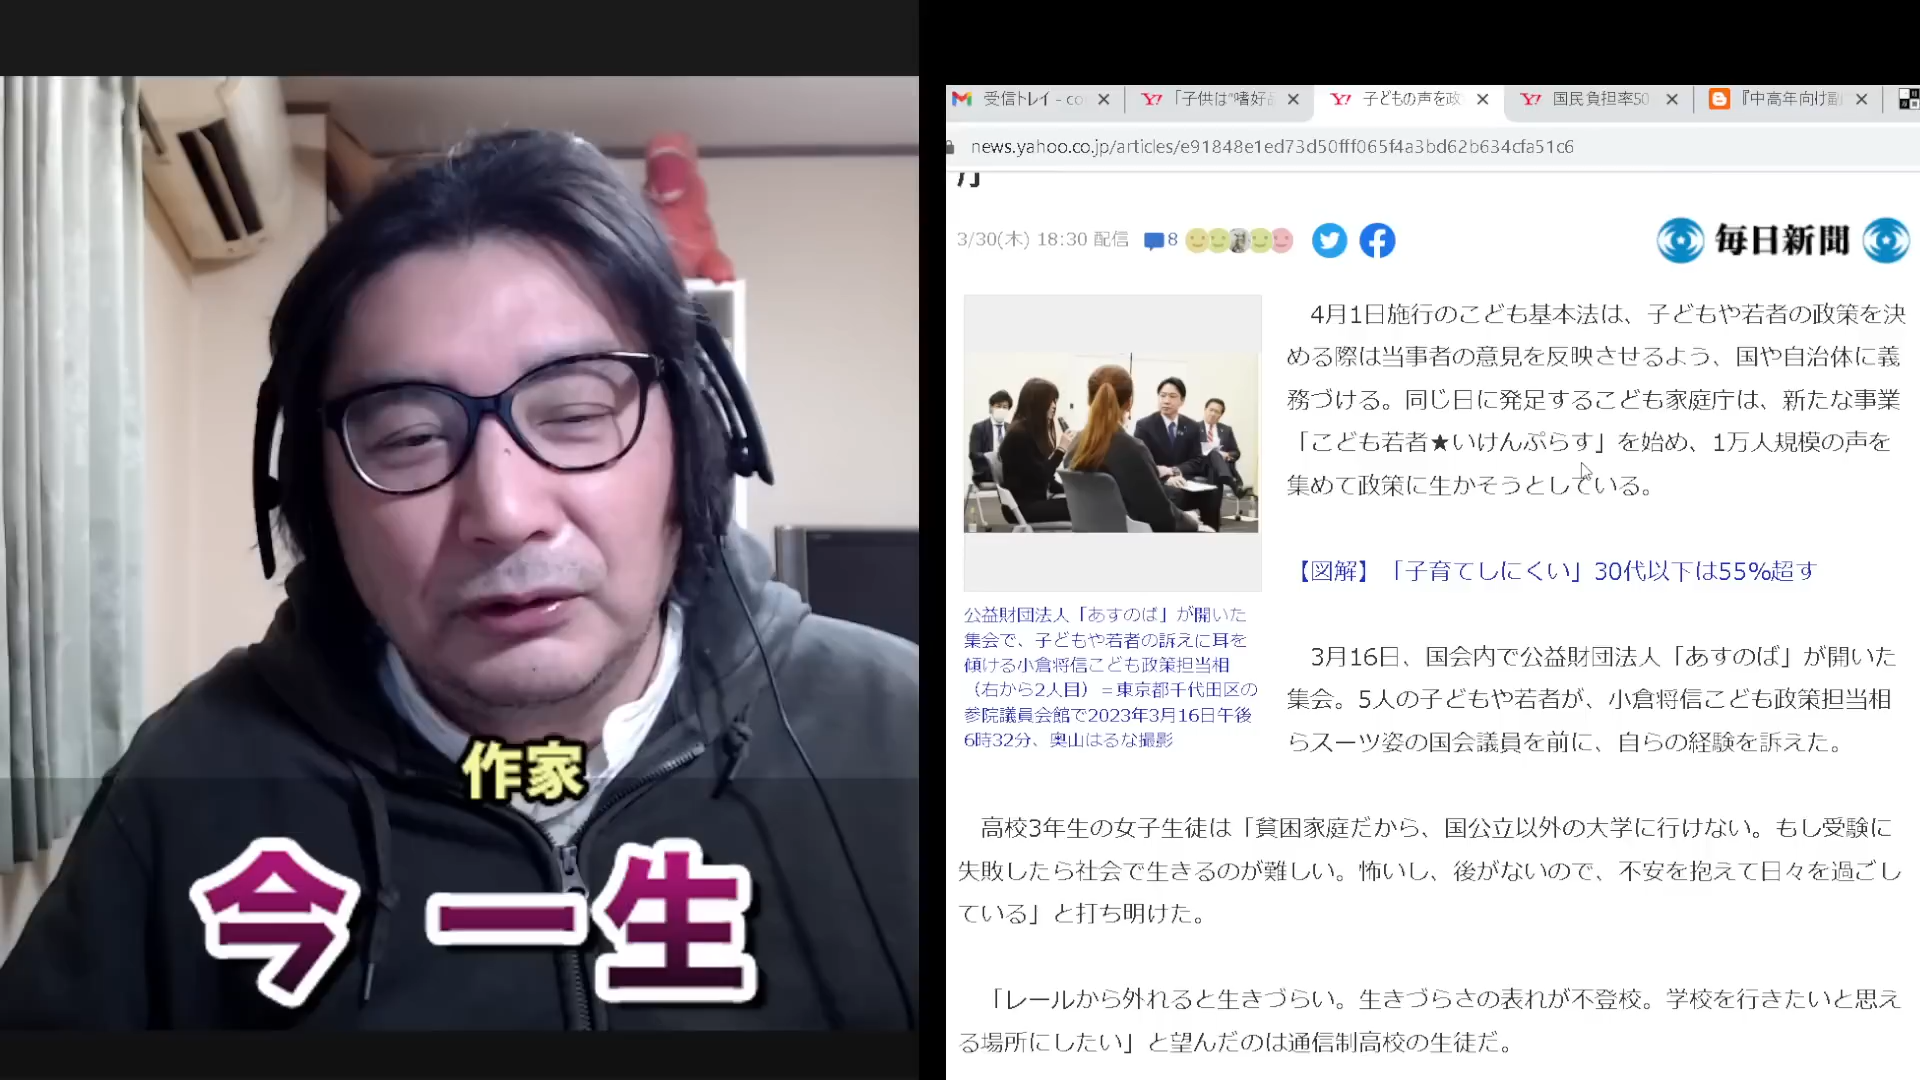 作家
今 一生
受信トレイ - co
「子供は"嗜好品
子どもの声を政
国民負担率50
『中高年向け副
news.yahoo.co.jp/articles/e91848e1ed73d50fff065f4a3bd62b634cfa51c6
3/30(木) 18:30 配信
8
毎日新聞
4月1日施行のこども基本法は、子どもや若者の政策を決
める際は当事者の意見を反映させるよう、国や自治体に義
務づける。同じ日に発足するこども家庭庁は、新たな事業
「こども若者★いけんぷらす」を始め、1万人規模の声を
集めて政策に生かそうとしている。
【図解】「子育てしにくい」30代以下は55%超す
公益財団法人「あすのば」が開いた
集会で、子どもや若者の訴えに耳を
傾ける小倉将信こども政策担当相
（右から2人目）＝東京都千代田区の
参院議員会館で2023年3月16日午後
6時32分、奥山はるな撮影
3月16日、国会内で公益財団法人「あすのば」が開いた
集会。5人の子どもや若者が、小倉将信こども政策担当相
らスーツ姿の国会議員を前に、自らの経験を訴えた。
高校3年生の女子生徒は「貧困家庭だから、国公立以外の大学に行けない。もし受験に
失敗したら社会で生きるのが難しい。怖いし、後がないので、不安を抱えて日々を過ごし
ている」と打ち明けた。
「レールから外れると生きづらい。生きづらさの表れが不登校。学校を行きたいと思え
る場所にしたい」と望んだのは通信制高校の生徒だ。